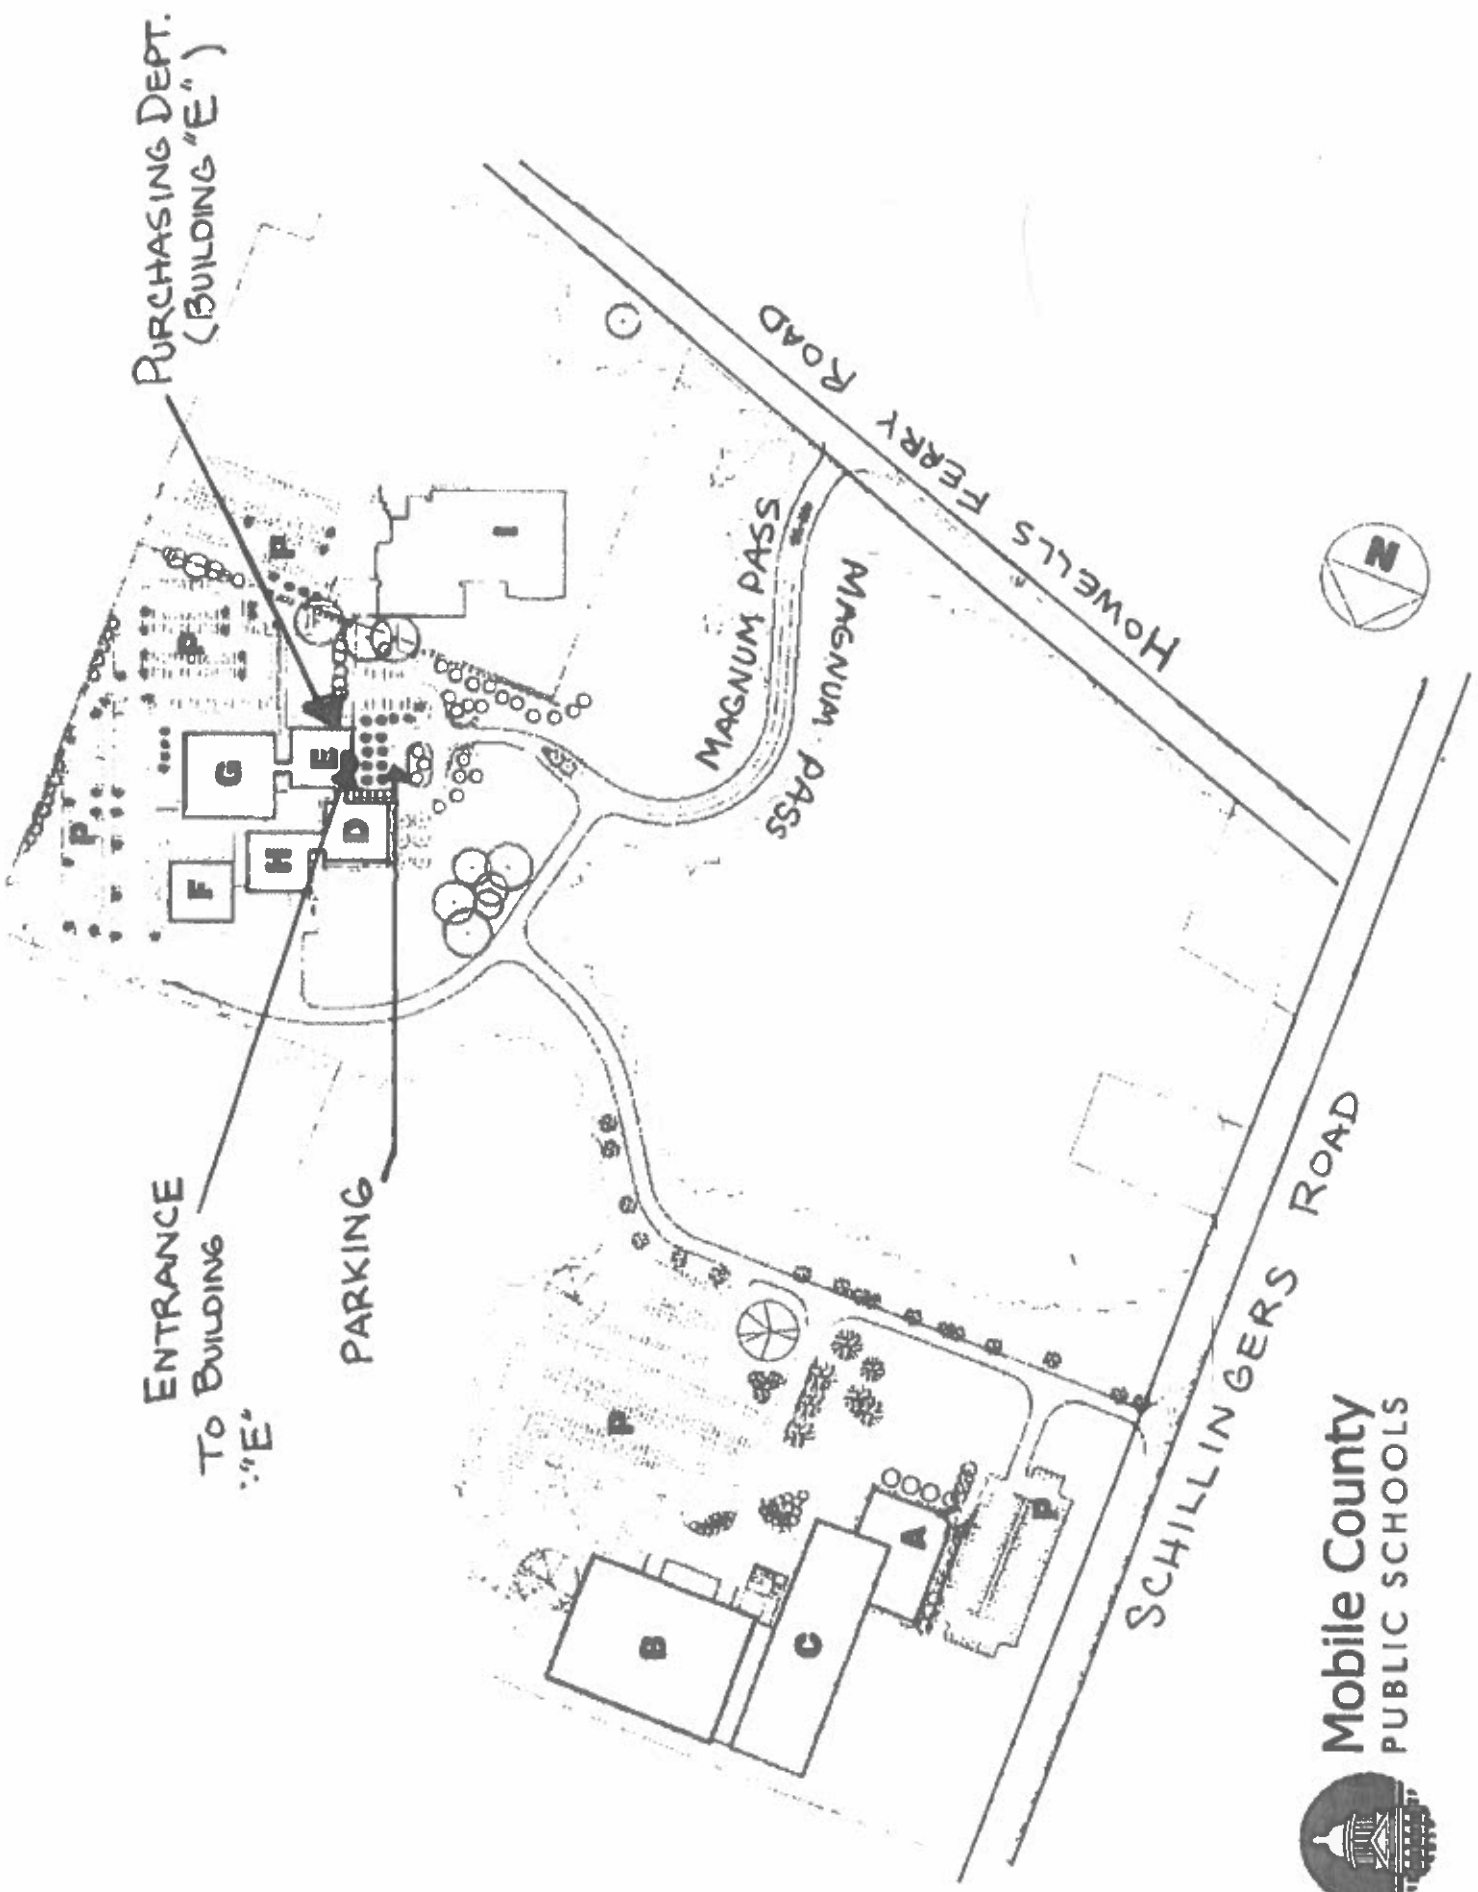 PURCHASING DEPT.
(BUILDING "E")
ENTRANCE
TO BUILDING
"E"
PARKING
P
P
P
G
E
F
H
D
I
MAGNUM PASS
MAGNUM PASS
HOWELLS FERRY ROAD
N
P
B
C
A
P
SCHILLINGERS ROAD
Mobile County
PUBLIC SCHOOLS